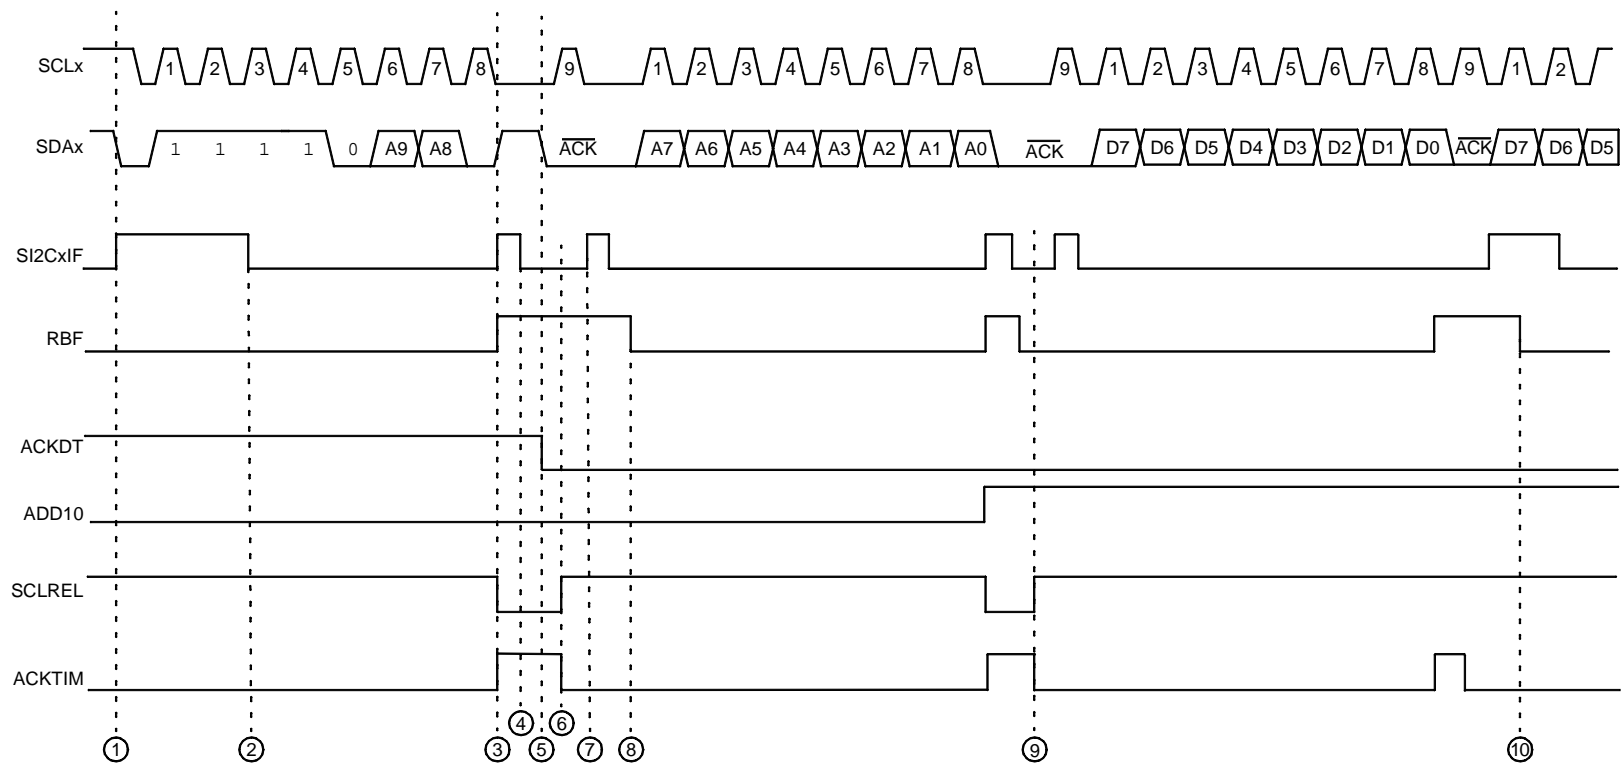 SCLx 1 2 3 4 5 6 7 8 9 1 2 3 4 5 6 7 8 9 1 2 3 4 5 6 7 8 9 1 2
SDAx 1 1 1 1 0 A9 A8 ACK A7 A6 A5 A4 A3 A2 A1 A0 ACK D7 D6 D5 D4 D3 D2 D1 D0 ACK D7 D6 D5
SI2CxIF
RBF
ACKDT
ADD10
SCLREL
ACKTIM
4 6
1 2 3 5 7 8 9 10